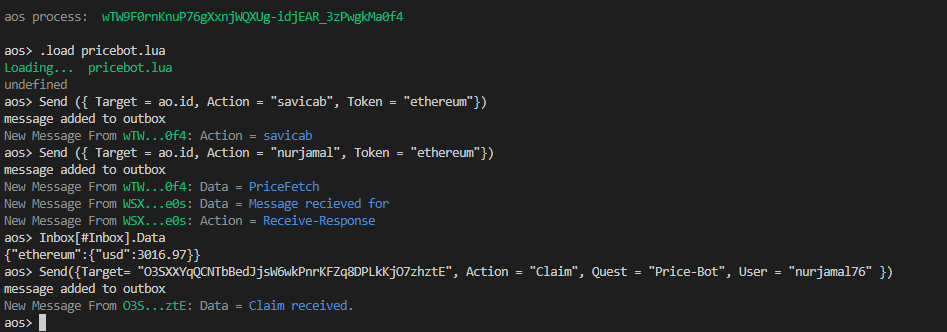 aos process:  wTW9F0rnKnuP76gXxnjWQXUg-idjEAR_3zPwgkMa0f4
aos> .load pricebot.lua
Loading...  pricebot.lua
undefined
aos> Send ({ Target = ao.id, Action = "savicab", Token = "ethereum"})
message added to outbox
New Message From wTW...0f4: Action = savicab
aos> Send ({ Target = ao.id, Action = "nurjamal", Token = "ethereum"})
message added to outbox
New Message From wTW...0f4: Data = PriceFetch
New Message From WSX...e0s: Data = Message recieved for
New Message From WSX...e0s: Action = Receive-Response
aos> Inbox[#Inbox].Data
{"ethereum":{"usd":3016.97}}
aos> Send({Target= "O3SXXYqQCNTbBedJjsW6wkPnrKFZq8DPLkKjO7zhztE", Action = "Claim", Quest = "Price-Bot", User = "nurjamal76" })
message added to outbox
New Message From O3S...ztE: Data = Claim received.
aos>